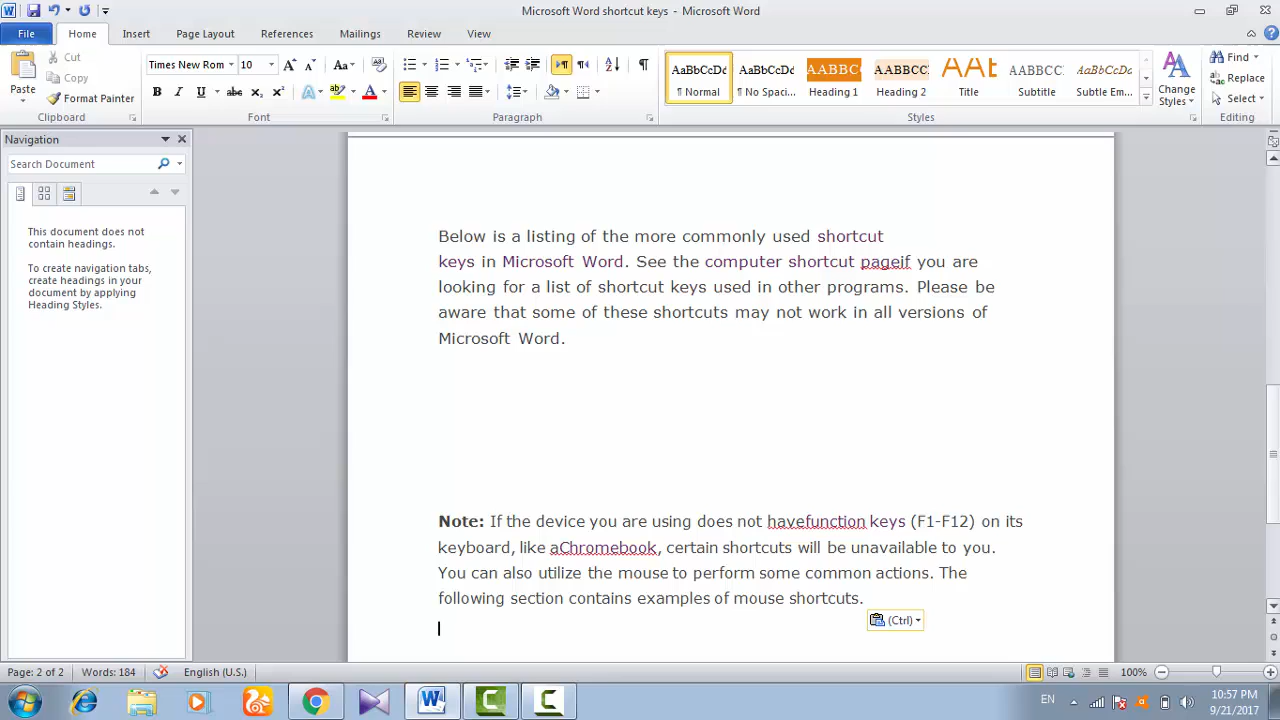 Microsoft Word shortcut keys - Microsoft Word
File Home Insert Page Layout References Mailings Review View
Paste Cut Copy Format Painter
Clipboard
Times New Rom 10
Font
Paragraph
AaBbCcDc AaBbCcDc AABBC AABBCC AAt AABBCC AABBCCDD
¶ Normal ¶ No Spaci... Heading 1 Heading 2 Title Subtitle Subtle Em...
Change Styles
Styles
Find
Replace
Select
Editing
Navigation
Search Document
This document does not
contain headings.
To create navigation tabs,
create headings in your
document by applying
Heading Styles.
Below is a listing of the more commonly used shortcut
keys in Microsoft Word. See the computer shortcut pageif you are
looking for a list of shortcut keys used in other programs. Please be
aware that some of these shortcuts may not work in all versions of
Microsoft Word.
Note: If the device you are using does not havefunction keys (F1-F12) on its
keyboard, like aChromebook, certain shortcuts will be unavailable to you.
You can also utilize the mouse to perform some common actions. The
following section contains examples of mouse shortcuts.
(Ctrl)
Page: 2 of 2 Words: 184 English (U.S.) 100%
EN 10:57 PM
9/21/2017